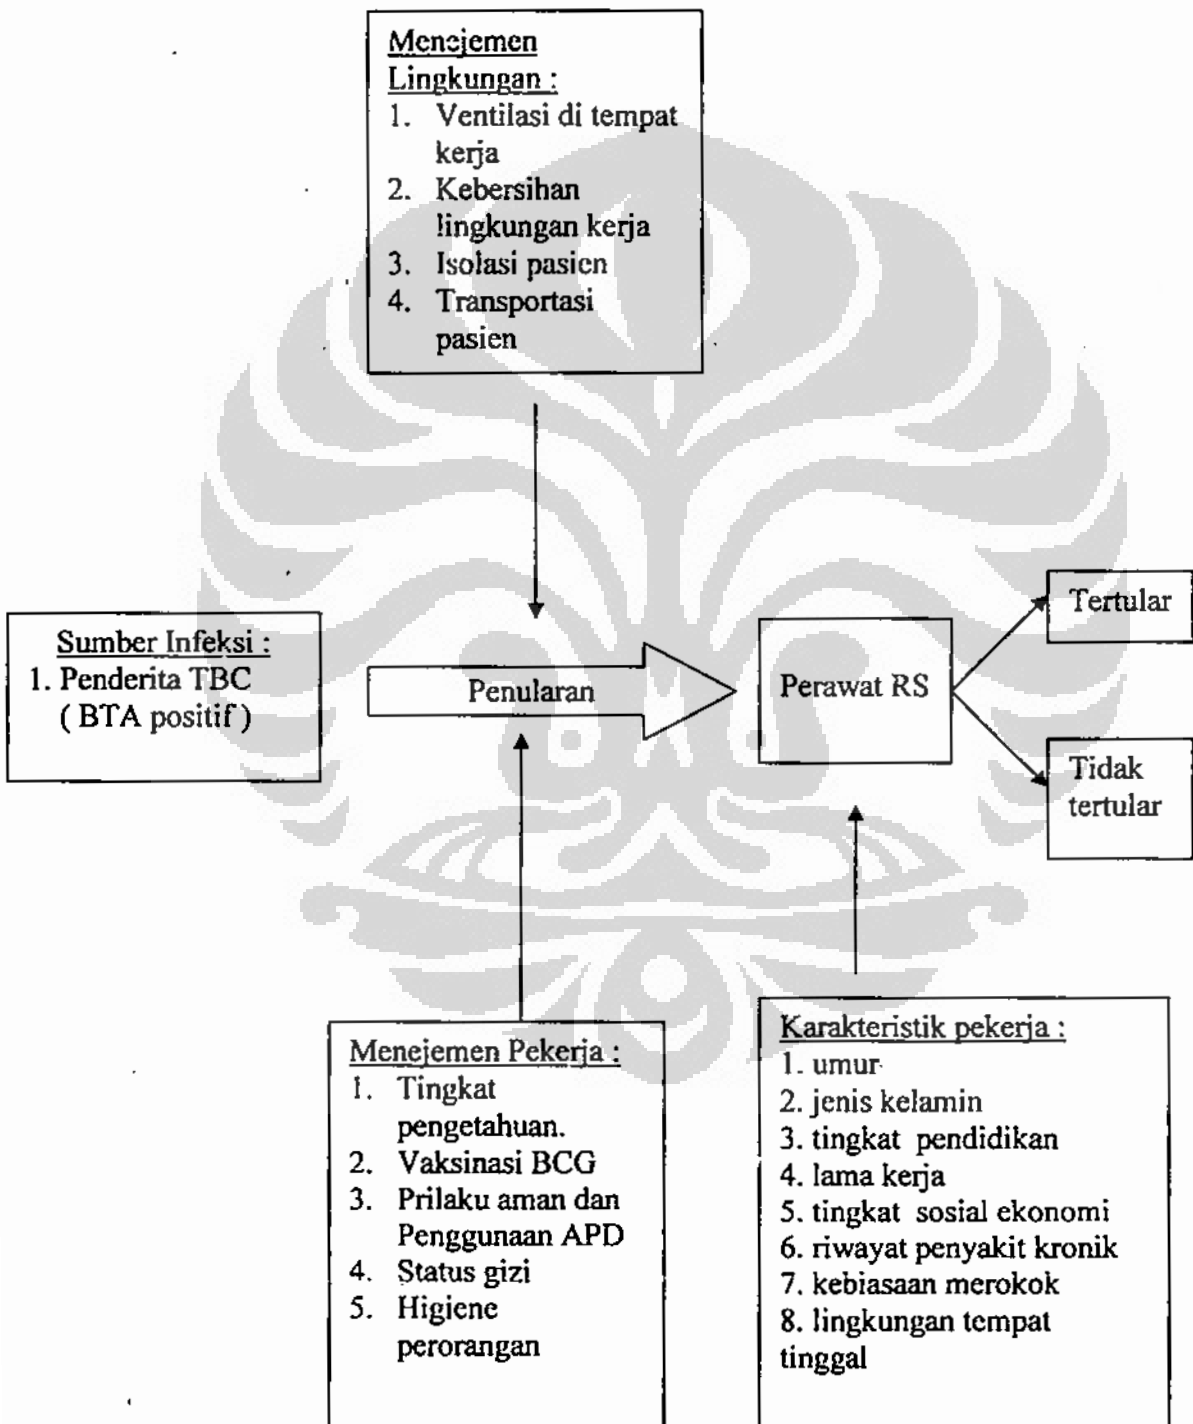 Menejemen
Lingkungan :
1. Ventilasi di tempat
kerja
2. Kebersihan
lingkungan kerja
3. Isolasi pasien
4. Transportasi
pasien
Sumber Infeksi :
1. Penderita TBC
( BTA positif )
Penularan
Perawat RS
Tertular
Tidak
tertular
Menejemen Pekerja :
1. Tingkat
pengetahuan.
2. Vaksinasi BCG
3. Prilaku aman dan
Penggunaan APD
4. Status gizi
5. Higiene
perorangan
Karakteristik pekerja :
1. umur
2. jenis kelamin
3. tingkat pendidikan
4. lama kerja
5. tingkat sosial ekonomi
6. riwayat penyakit kronik
7. kebiasaan merokok
8. lingkungan tempat
tinggal